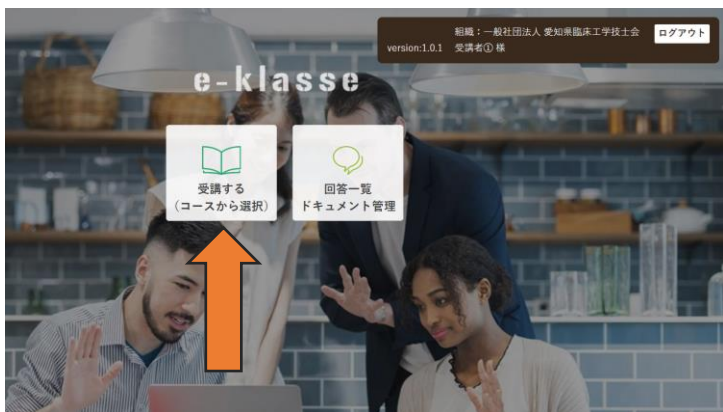 組織：一般社団法人 愛知県臨床工学技士会
ログアウト
version:1.0.1 受講者① 様
e-klasse
受講する
（コースから選択）
回答一覧
ドキュメント管理